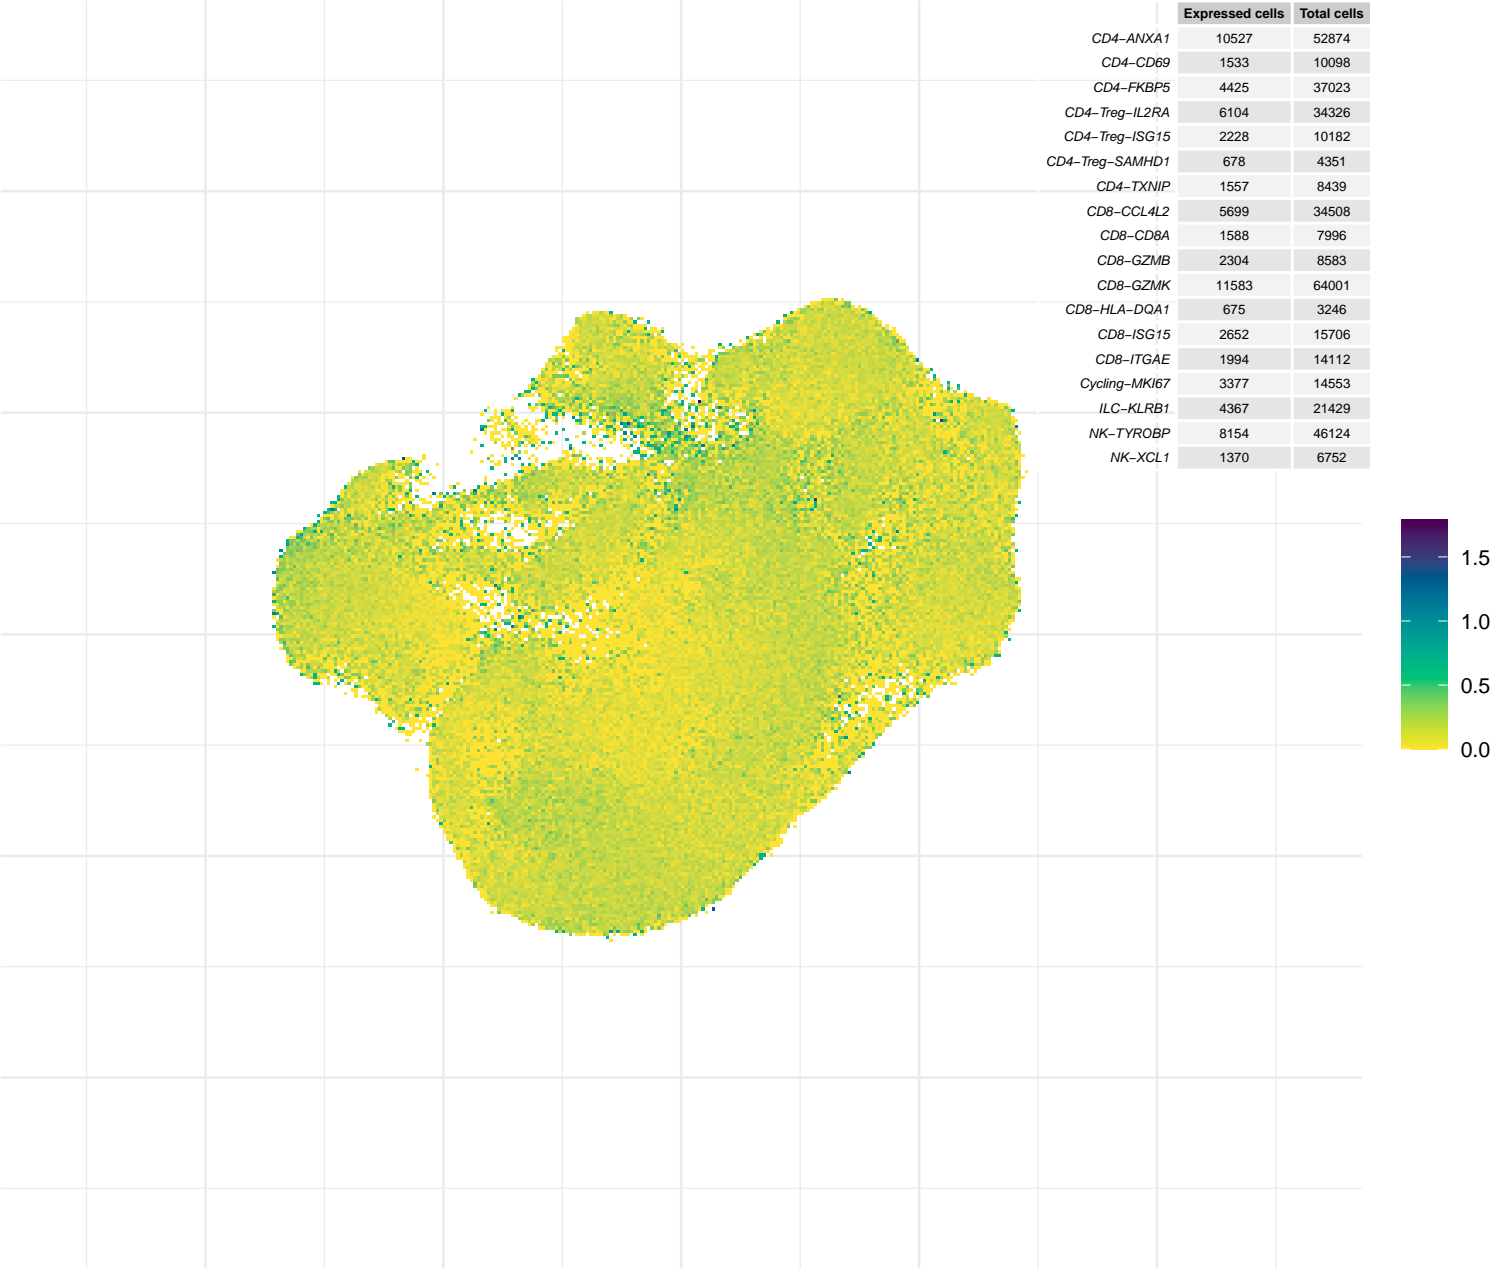 Expressed cells Total cells
CD4−ANXA1 10527 52874
CD4−CD69 1533 10098
CD4−FKBP5 4425 37023
CD4−Treg−IL2RA 6104 34326
CD4−Treg−ISG15 2228 10182
CD4−Treg−SAMHD1 678 4351
CD4−TXNIP 1557 8439
CD8−CCL4L2 5699 34508
CD8−CD8A 1588 7996
CD8−GZMB 2304 8583
CD8−GZMK 11583 64001
CD8−HLA−DQA1 675 3246
CD8−ISG15 2652 15706
CD8−ITGAE 1994 14112
Cycling−MKI67 3377 14553
ILC−KLRB1 4367 21429
NK−TYROBP 8154 46124
NK−XCL1 1370 6752
1.5
1.0
0.5
0.0